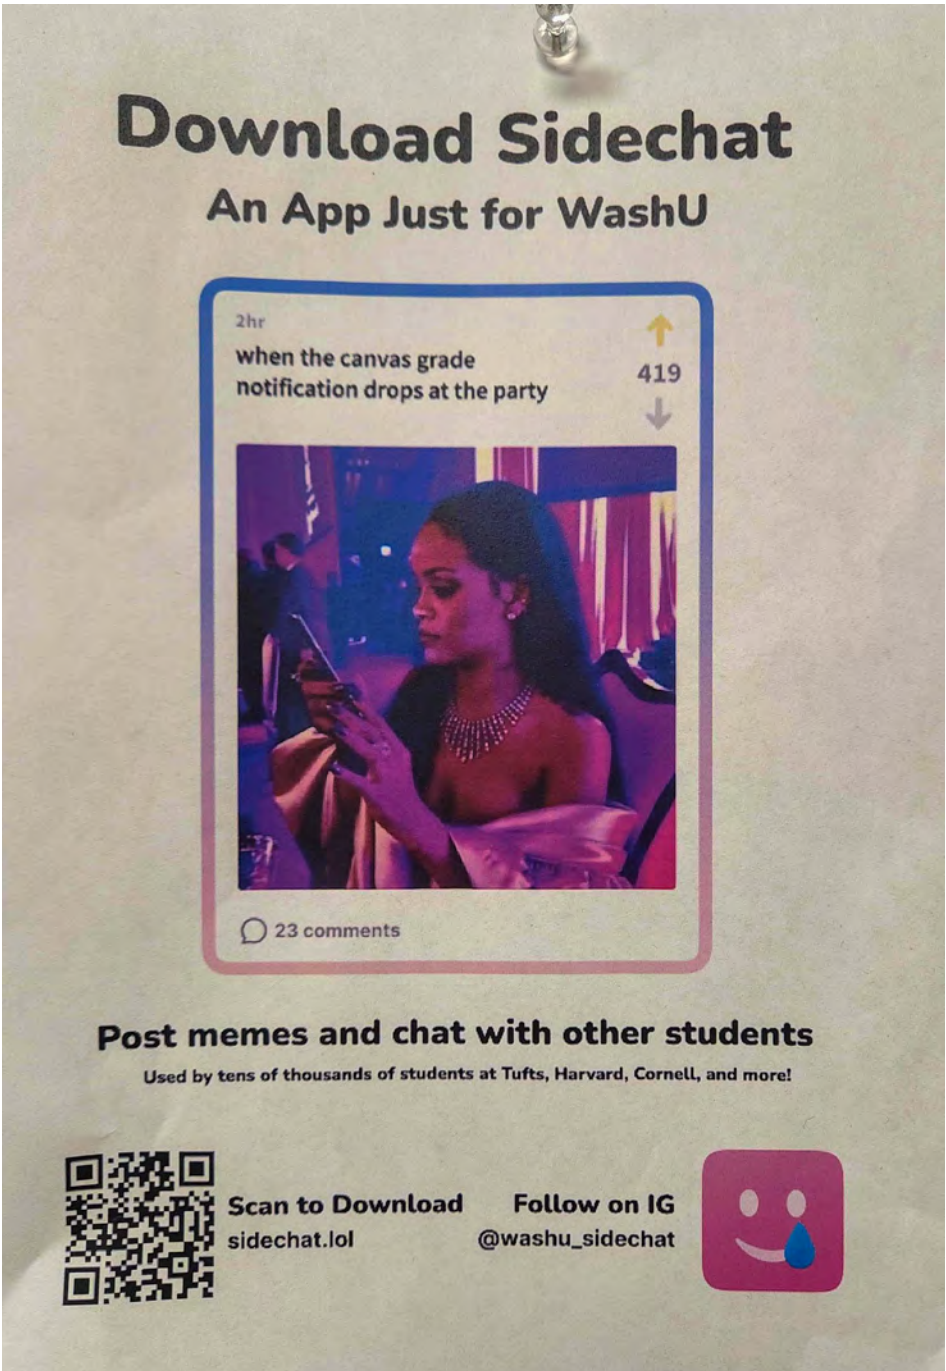 Download Sidechat
An App Just for WashU
2hr
when the canvas grade
notification drops at the party
419
23 comments
Post memes and chat with other students
Used by tens of thousands of students at Tufts, Harvard, Cornell, and more!
Scan to Download
sidechat.lol
Follow on IG
@washu_sidechat